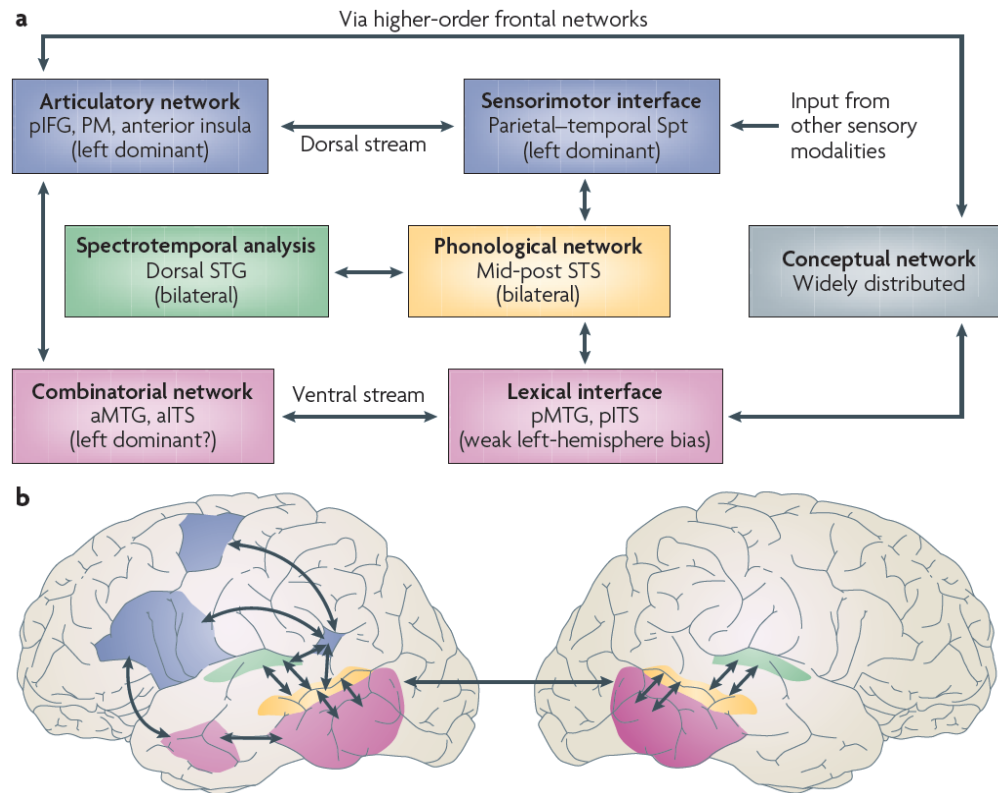 a
Via higher-order frontal networks
Articulatory network
pIFG, PM, anterior insula
(left dominant)
Dorsal stream
Sensorimotor interface
Parietal–temporal Spt
(left dominant)
Input from
other sensory
modalities
Spectrotemporal analysis
Dorsal STG
(bilateral)
Phonological network
Mid-post STS
(bilateral)
Conceptual network
Widely distributed
Combinatorial network
aMTG, aITS
(left dominant?)
Ventral stream
Lexical interface
pMTG, pITS
(weak left-hemisphere bias)
b